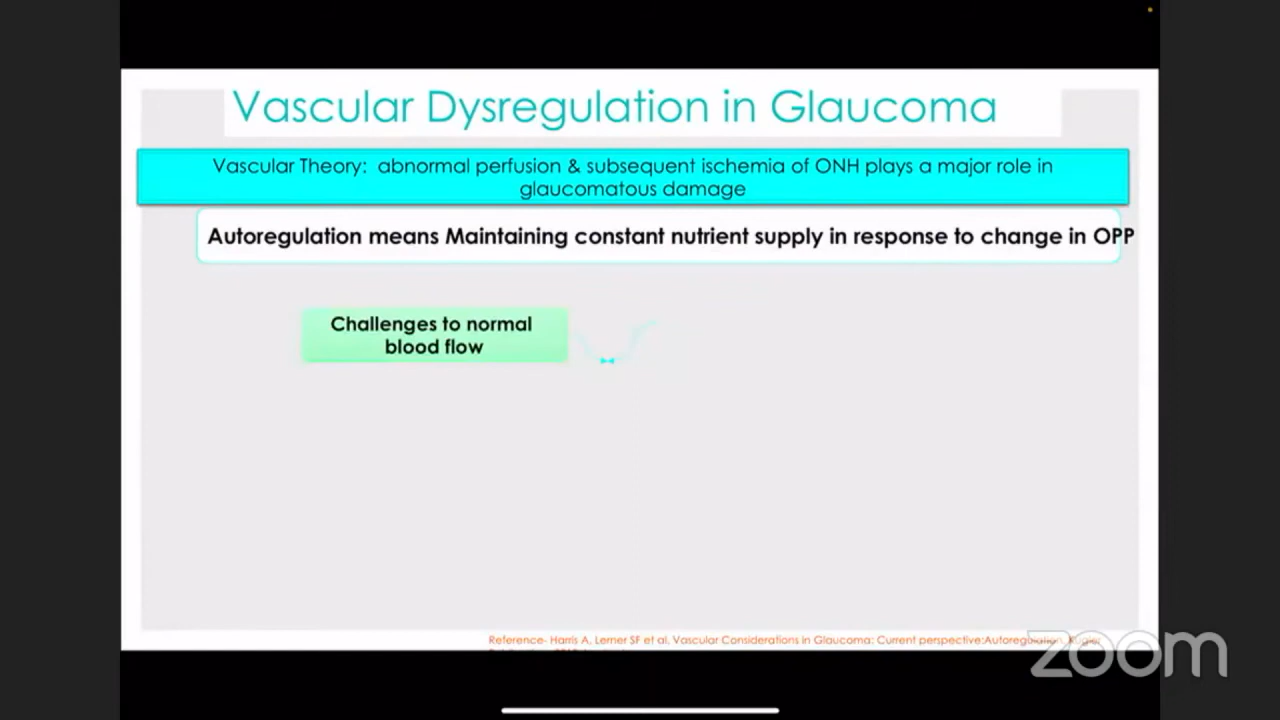 Vascular Dysregulation in Glaucoma
Vascular Theory: abnormal perfusion & subsequent ischemia of ONH plays a major role in
glaucomatous damage
Autoregulation means Maintaining constant nutrient supply in response to change in OPP
Challenges to normal
blood flow
Reference- Harris A, Lerner SF et al. Vascular Considerations in Glaucoma: Current perspective:Autoregulation. Kugler
zoom